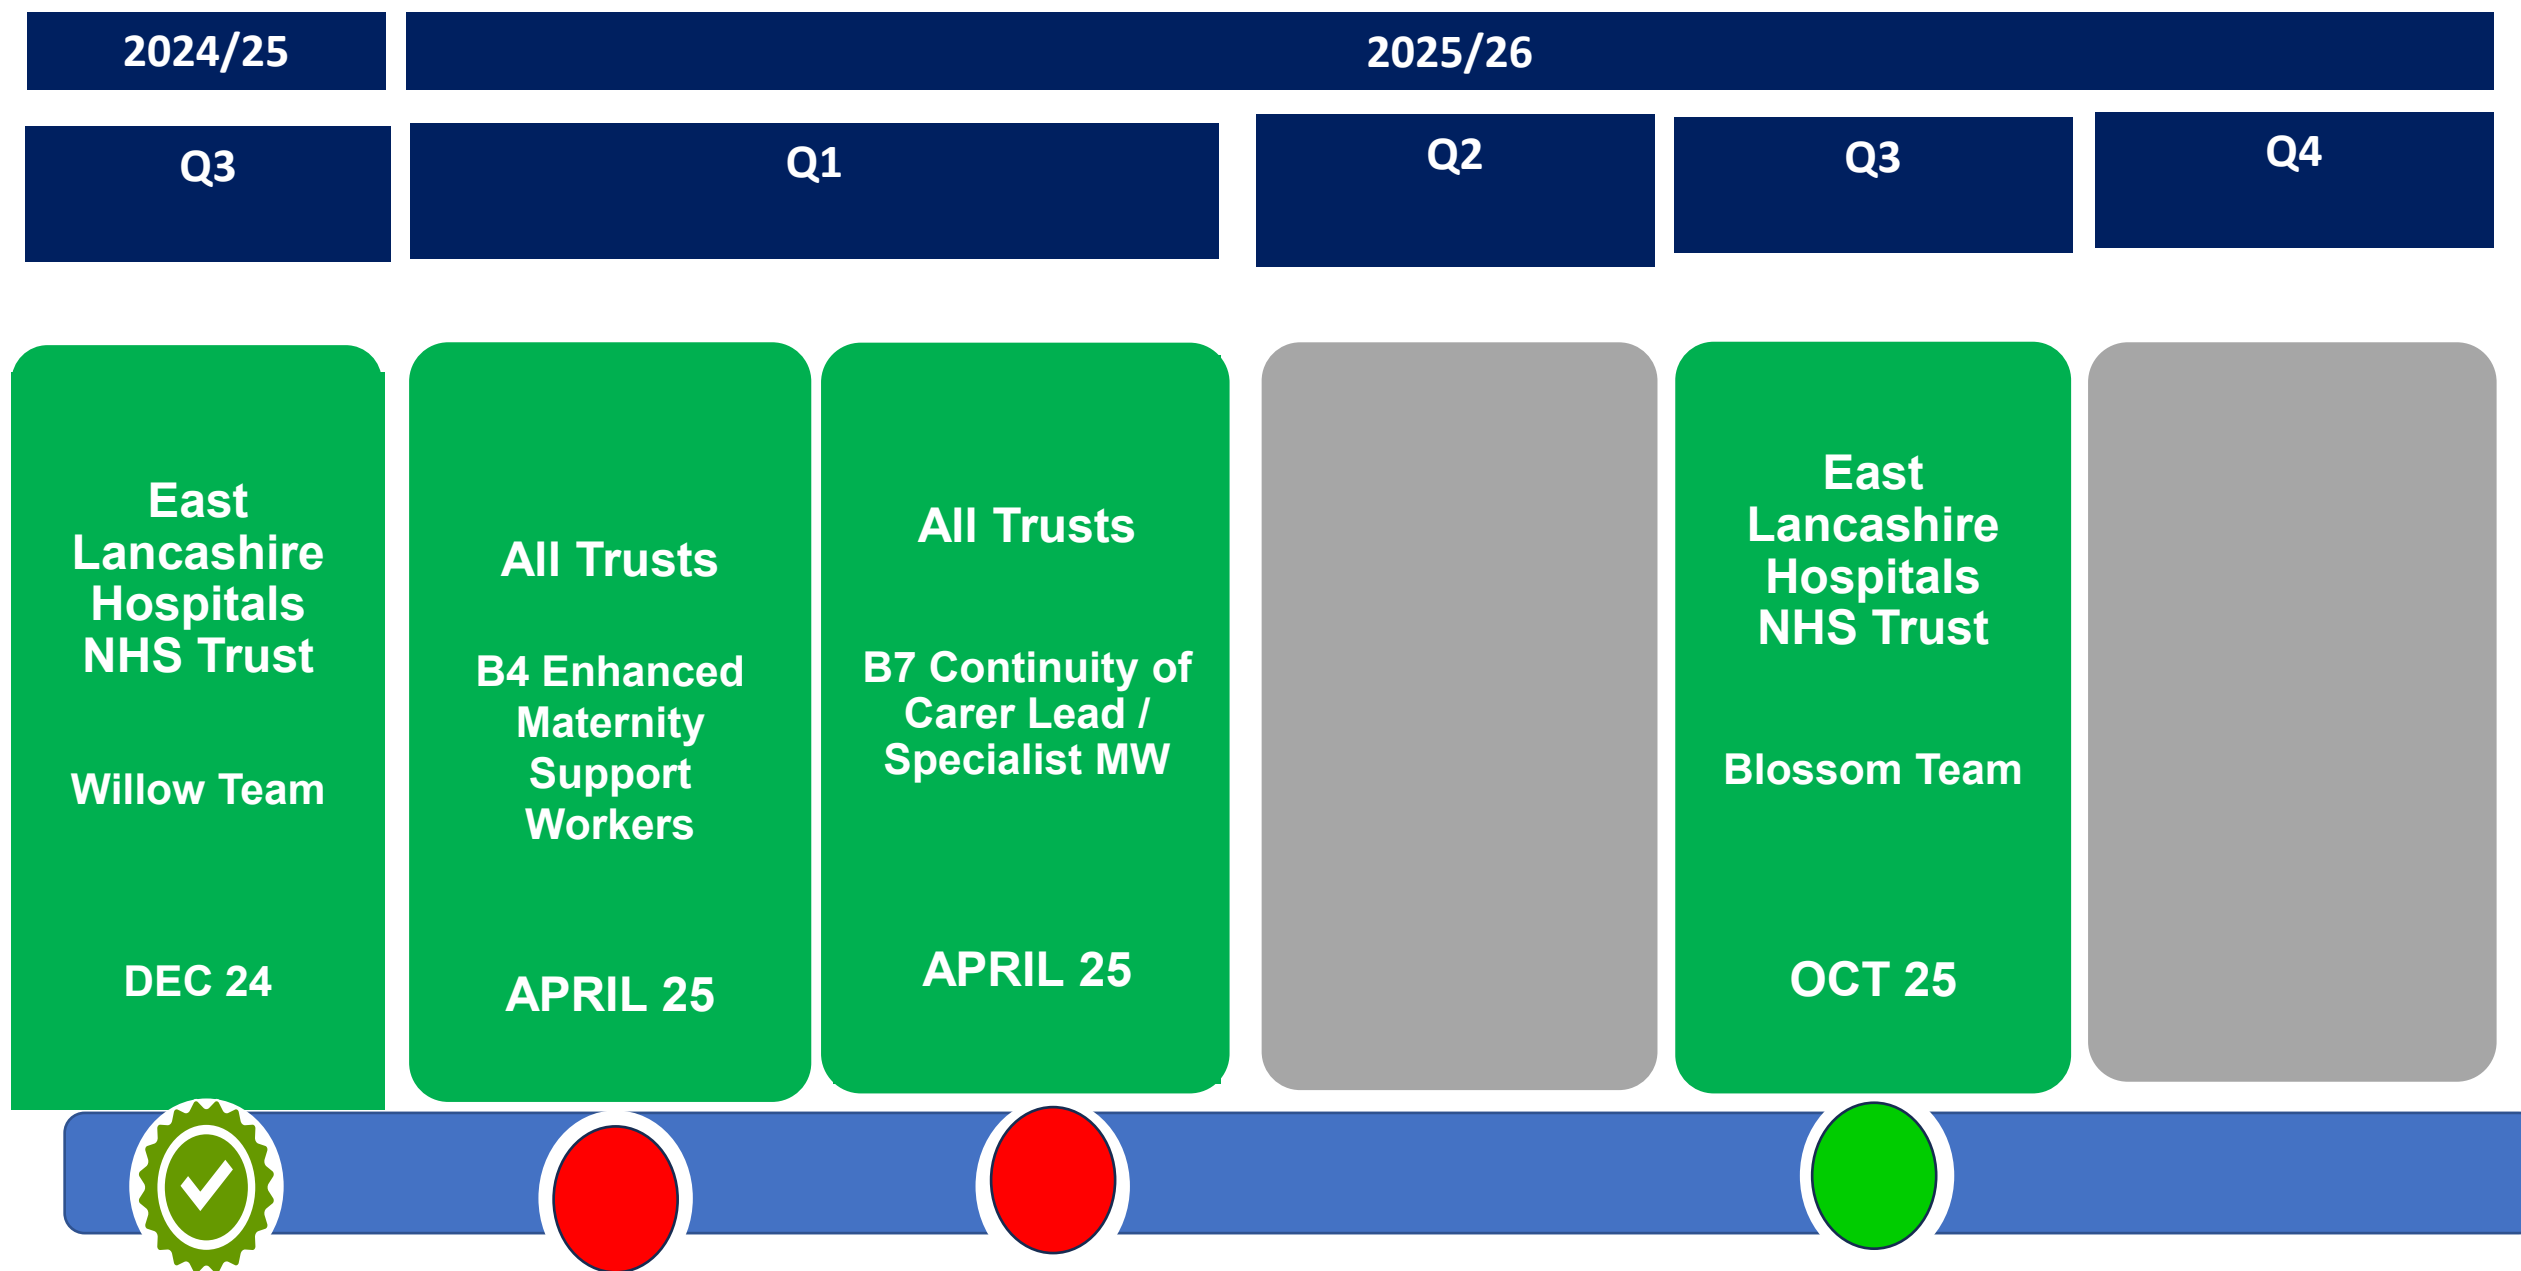 2024/25
2025/26
Q3
Q1
Q2
Q3
Q4
East
Lancashire
Hospitals
NHS Trust
Willow Team
DEC 24
All Trusts
B4 Enhanced
Maternity
Support
Workers
APRIL 25
All Trusts
B7 Continuity of
Carer Lead /
Specialist MW
APRIL 25
East
Lancashire
Hospitals
NHS Trust
Blossom Team
OCT 25